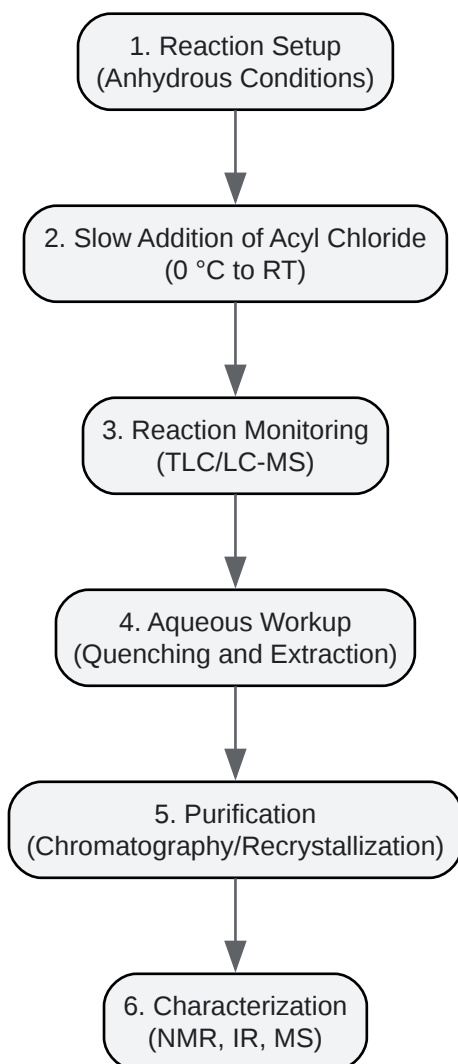 1. Reaction Setup
(Anhydrous Conditions)
2. Slow Addition of Acyl Chloride
(0 °C to RT)
3. Reaction Monitoring
(TLC/LC-MS)
4. Aqueous Workup
(Quenching and Extraction)
5. Purification
(Chromatography/Recrystallization)
6. Characterization
(NMR, IR, MS)